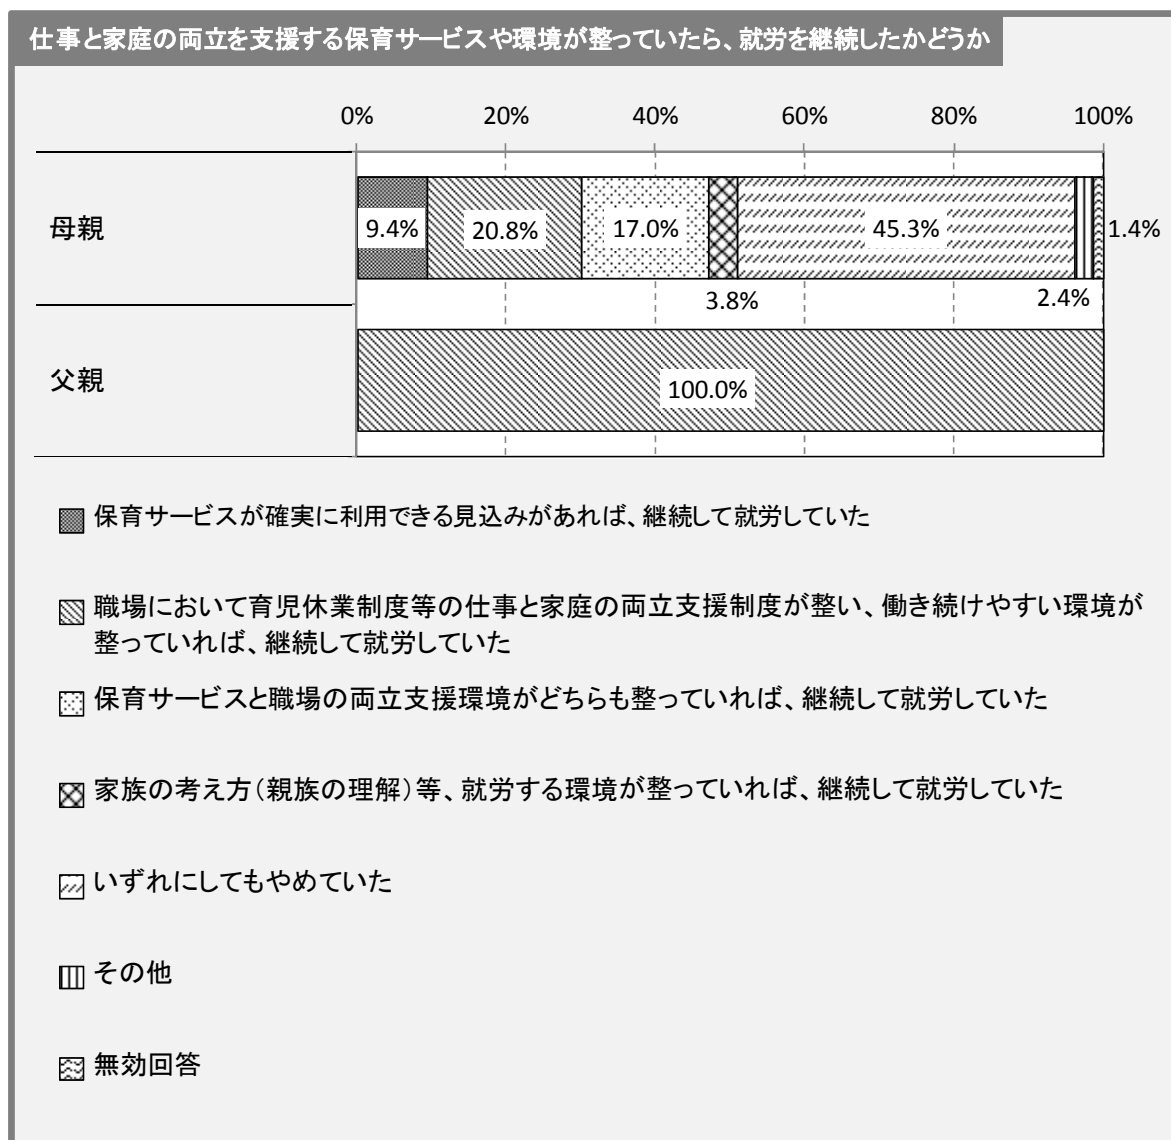 仕事と家庭の両立を支援する保育サービスや環境が整っていたら、就労を継続したかどうか
0% 20% 40% 60% 80% 100%
母親 9.4% 20.8% 17.0% 45.3% 1.4%
3.8% 2.4%
父親 100.0%
保育サービスが確実に利用できる見込みがあれば、継続して就労していた
職場において育児休業制度等の仕事と家庭の両立支援制度が整い、働き続けやすい環境が
整っていれば、継続して就労していた
保育サービスと職場の両立支援環境がどちらも整っていれば、継続して就労していた
家族の考え方(親族の理解)等、就労する環境が整っていれば、継続して就労していた
いずれにしてもやめていた
その他
無効回答